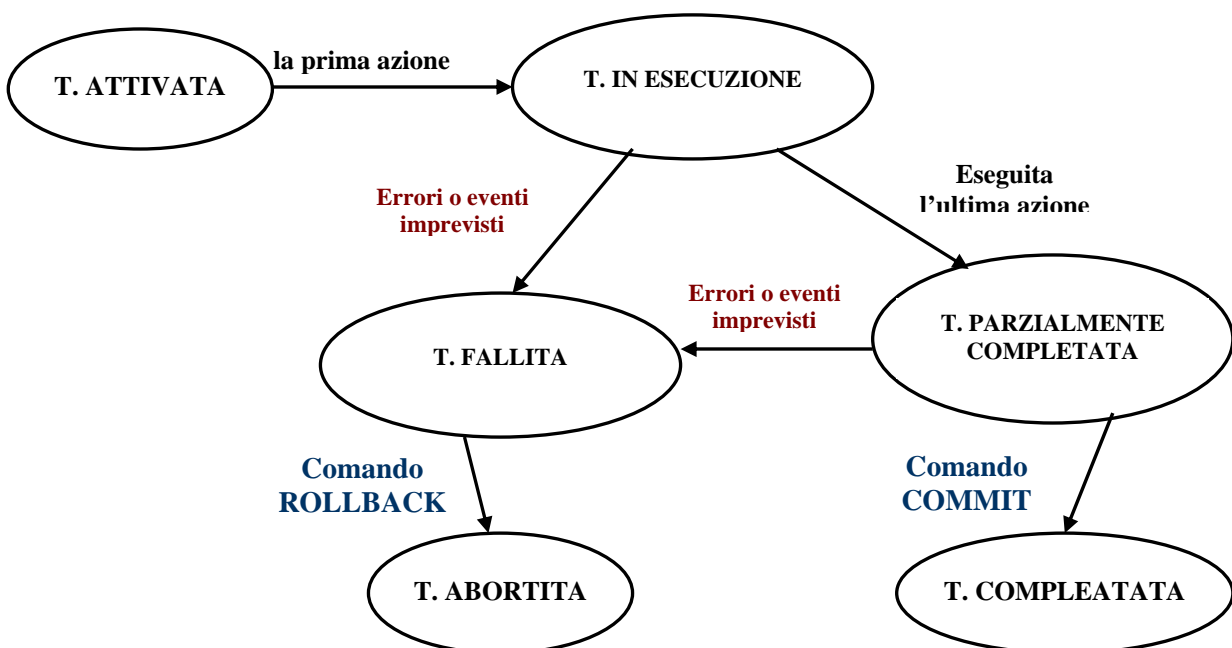 la prima azione
T. ATTIVATA
T. IN ESECUZIONE
Errori o eventi
imprevisti
Eseguita
l’ultima azione
Errori o eventi
imprevisti
T. FALLITA
T. PARZIALMENTE
COMPLETATA
Comando
ROLLBACK
Comando
COMMIT
T. ABORTITA
T. COMPLEATATA